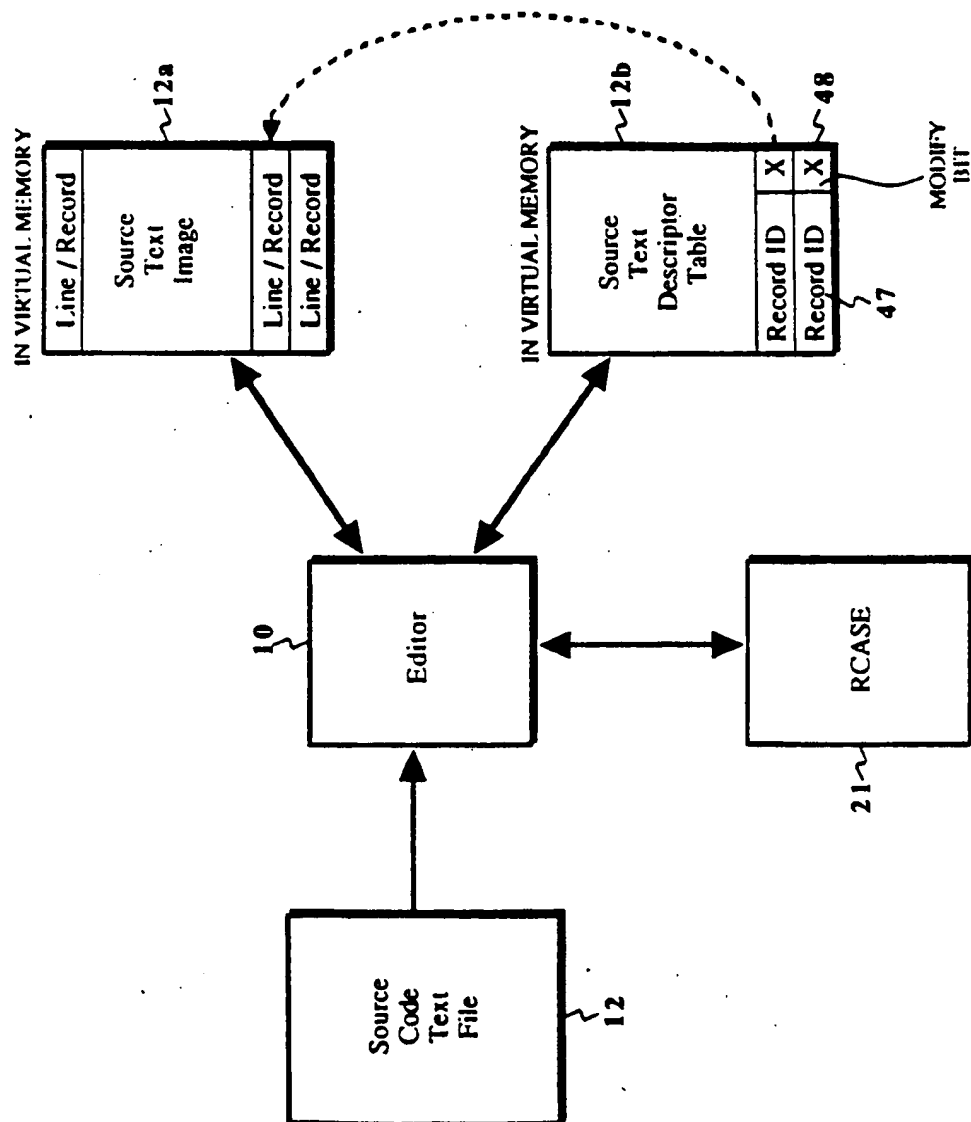 IN VIRTUAL MEMORY
Line / Record
Source
Text
Image
Line / Record
Line / Record
12a
IN VIRTUAL MEMORY
Source
Text
Descriptor
Table
Record ID X
Record ID X
12b
48
47
MODIFY
BIT
10
Editor
RCASE
21
Source
Code
Text
File
12